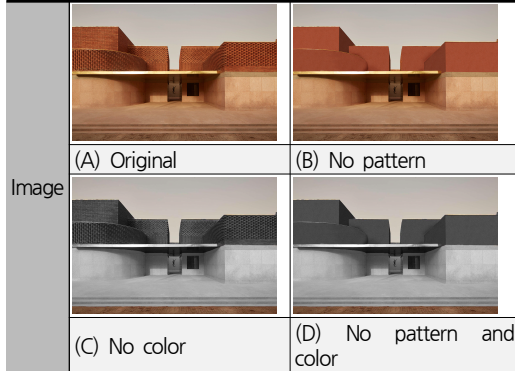 Image
(A) Original
(B) No pattern
(C) No color
(D) No pattern and
color